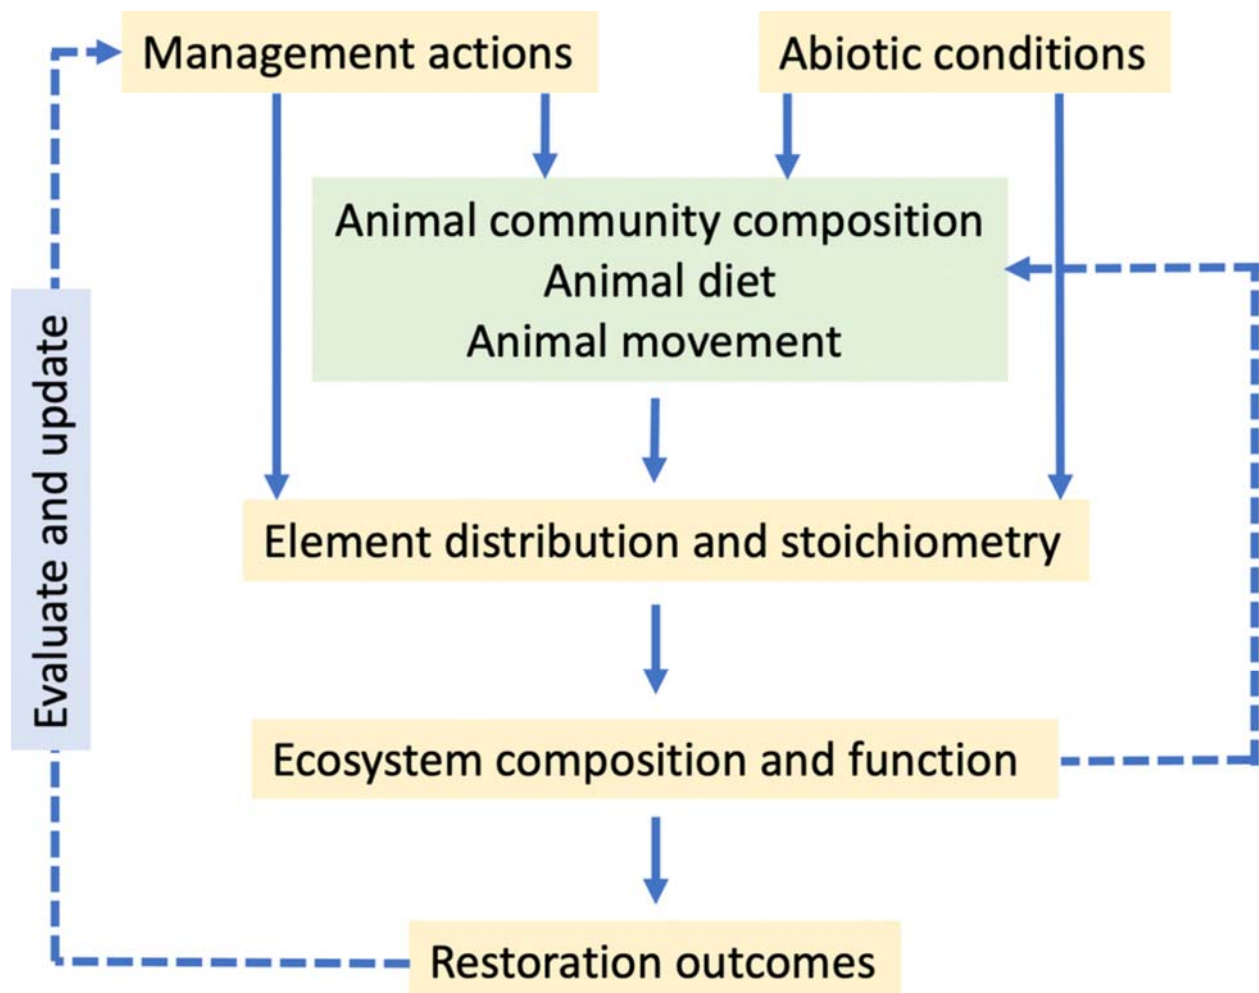 Management actions
Abiotic conditions
Animal community composition
Animal diet
Animal movement
Evaluate and update
Element distribution and stoichiometry
Ecosystem composition and function
Restoration outcomes